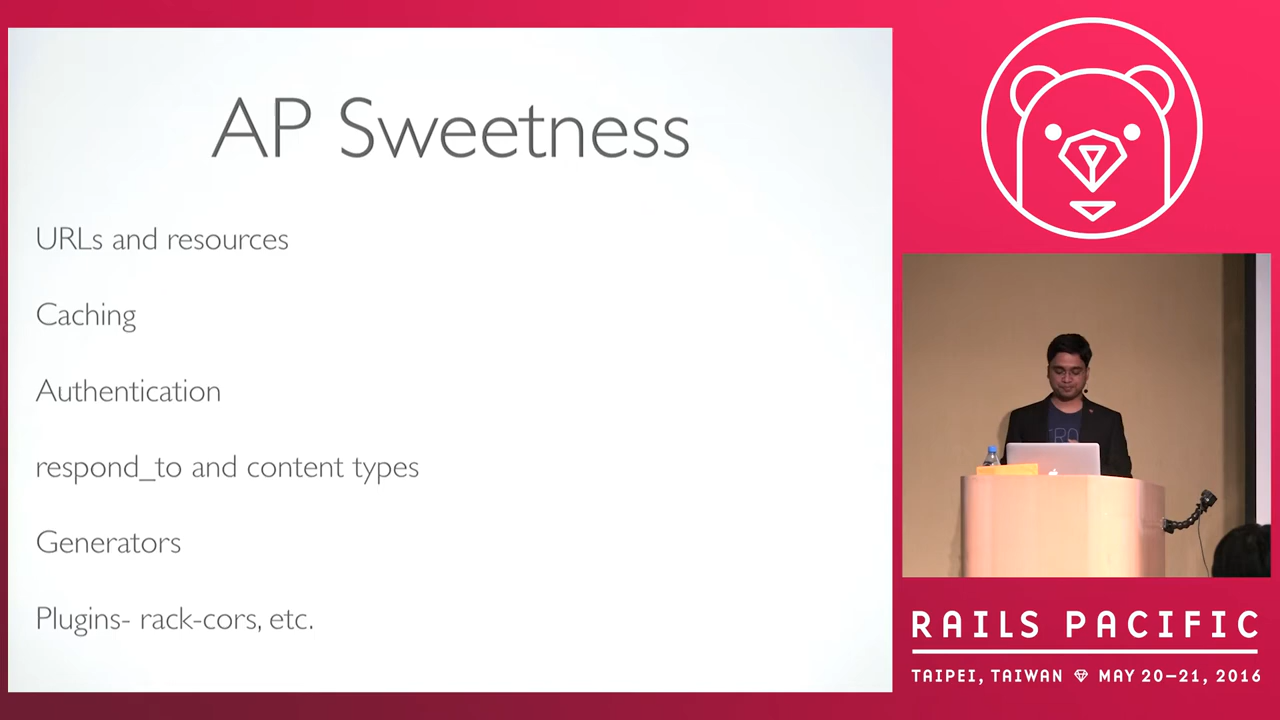 AP Sweetness
URLs and resources
Caching
Authentication
respond_to and content types
Generators
Plugins- rack-cors, etc.
RAILS PACIFIC
TAIPEI, TAIWAN MAY 20–21, 2016